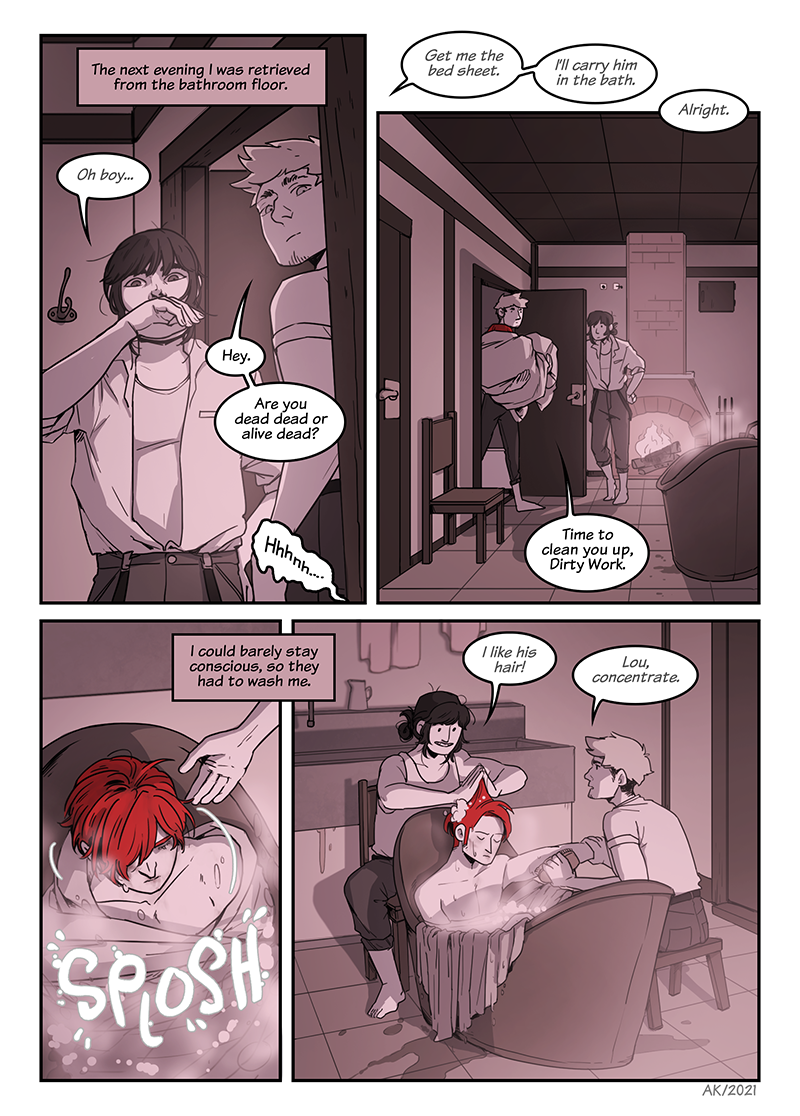 The next evening I was retrieved
from the bathroom floor.
Oh boy...
Hey.
Are you
dead dead or
alive dead?
Hhhnh....
Get me the
bed sheet.
I'll carry him
in the bath.
Alright.
Time to
clean you up,
Dirty Work.
I could barely stay
conscious, so they
had to wash me.
SPLOSH
I like his
hair!
Lou,
concentrate.
AK/2021